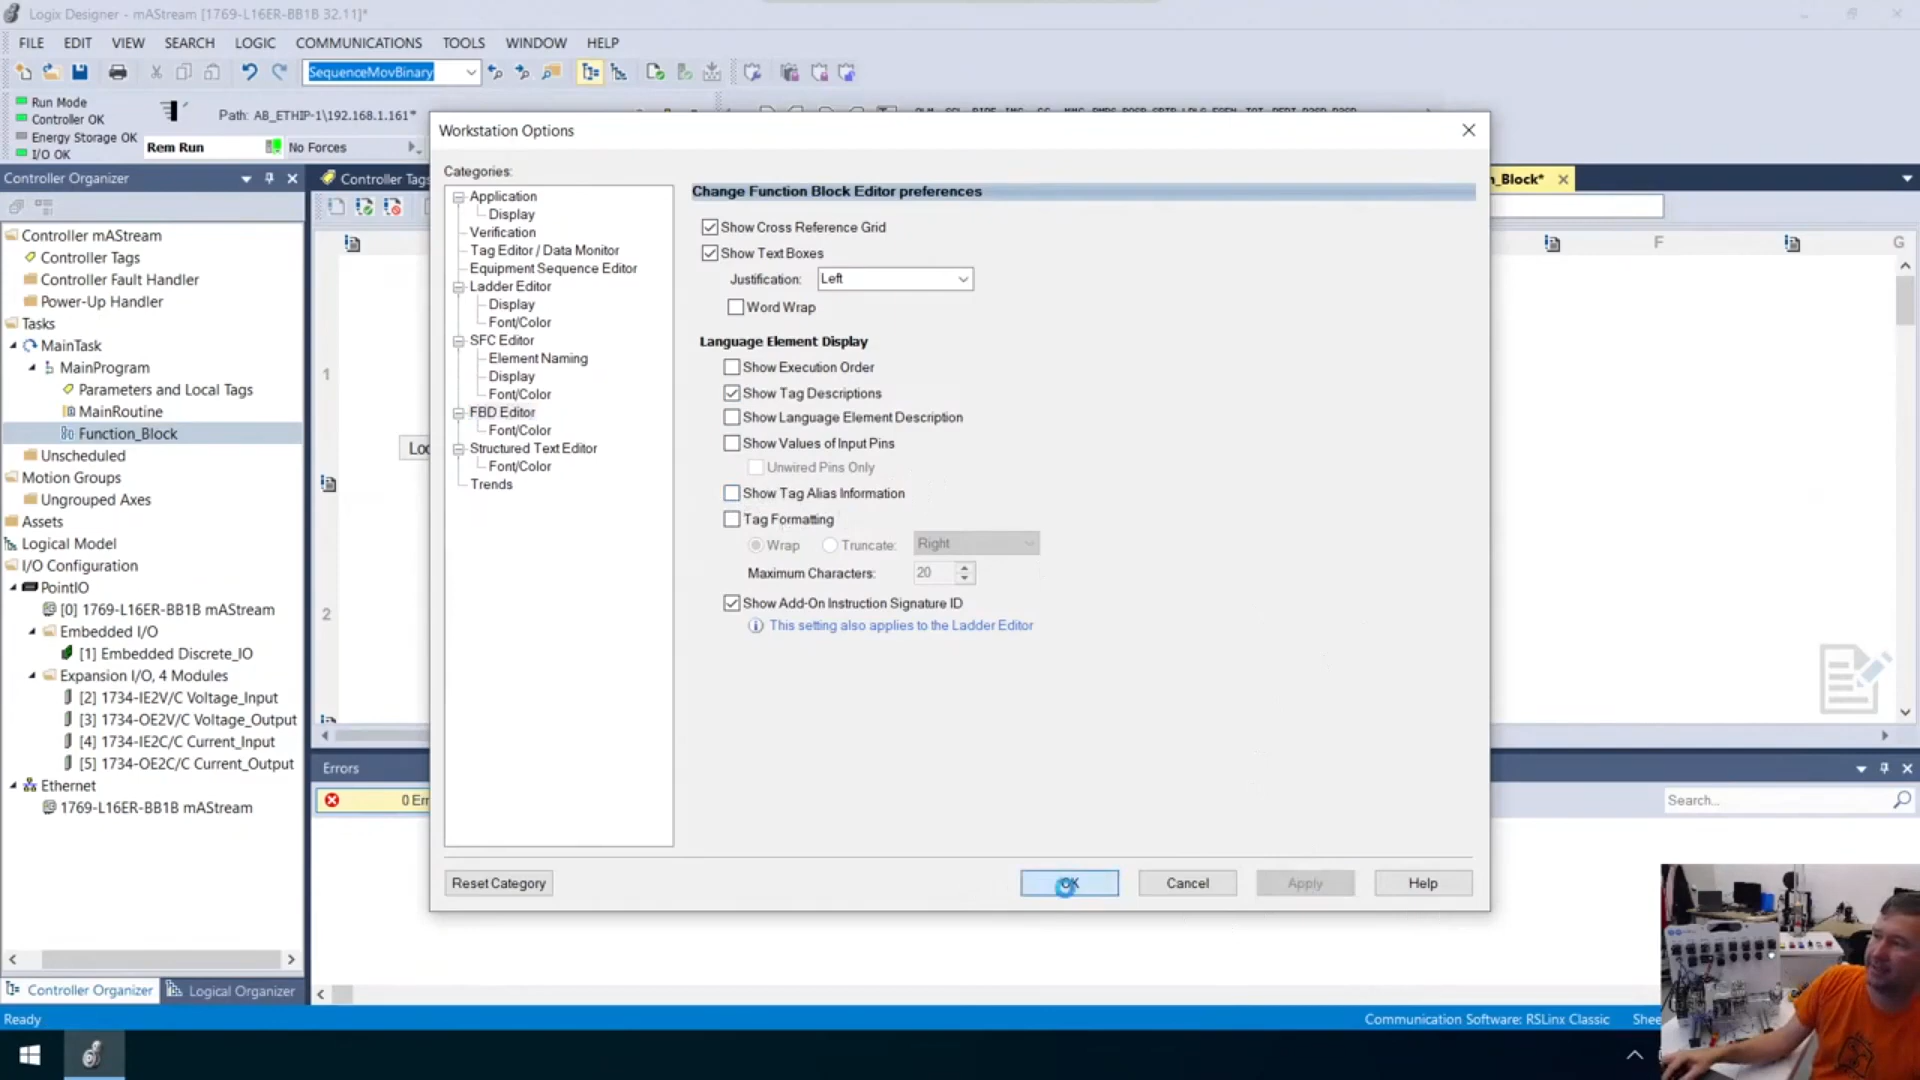 Logix Designer - mAStream [1769-L16ER-BB1B 32.11]*
FILE EDIT VIEW SEARCH LOGIC COMMUNICATIONS TOOLS WINDOW HELP
SequenceMovBinary
Run Mode
Controller OK
Energy Storage OK
I/O OK
Path: AB_ETHIP-1\192.168.1.161*
Rem Run
No Forces
Controller Organizer
Controller Tags
n_Block*
Controller mAStream
Controller Tags
Controller Fault Handler
Power-Up Handler
Tasks
MainTask
MainProgram
Parameters and Local Tags
MainRoutine
Function_Block
Unscheduled
Motion Groups
Ungrouped Axes
Assets
Logical Model
I/O Configuration
PointIO
[0] 1769-L16ER-BB1B mAStream
Embedded I/O
[1] Embedded Discrete_IO
Expansion I/O, 4 Modules
[2] 1734-IE2V/C Voltage_Input
[3] 1734-OE2V/C Voltage_Output
[4] 1734-IE2C/C Current_Input
[5] 1734-OE2C/C Current_Output
Ethernet
1769-L16ER-BB1B mAStream
Controller Organizer
Logical Organizer
1
2
Loc
F
G
Workstation Options
Categories:
Application
Display
Verification
Tag Editor / Data Monitor
Equipment Sequence Editor
Ladder Editor
Display
Font/Color
SFC Editor
Element Naming
Display
Font/Color
FBD Editor
Font/Color
Structured Text Editor
Font/Color
Trends
Change Function Block Editor preferences
Show Cross Reference Grid
Show Text Boxes
Justification: Left
Word Wrap
Language Element Display
Show Execution Order
Show Tag Descriptions
Show Language Element Description
Show Values of Input Pins
Unwired Pins Only
Show Tag Alias Information
Tag Formatting
Wrap Truncate: Right
Maximum Characters: 20
Show Add-On Instruction Signature ID
This setting also applies to the Ladder Editor
Reset Category
OK
Cancel
Apply
Help
Errors
0 Err
Search...
Ready
Communication Software: RSLinx Classic
Shee